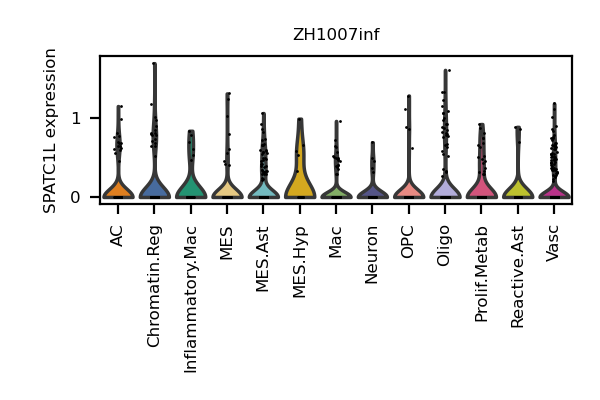 ZH1007inf
SPATC1L expression
1
0
AC
Chromatin.Reg
Inflammatory.Mac
MES
MES.Ast
MES.Hyp
Mac
Neuron
OPC
Oligo
Prolif.Metab
Reactive.Ast
Vasc